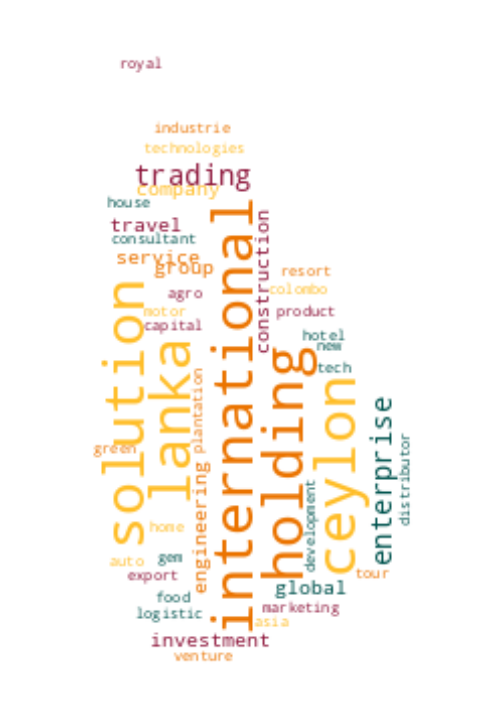 royal
industrie
technologies
trading
company
house
travel
consultant
service
group
international
construction
resort
agro
colombo
solution
motor
product
capital
hotel
lanka
new
holding
tech
plantation
ceylon
enterprise
green
distributor
engineering
development
home
auto
gem
export
tour
food
global
logistic
marketing
asia
investment
venture